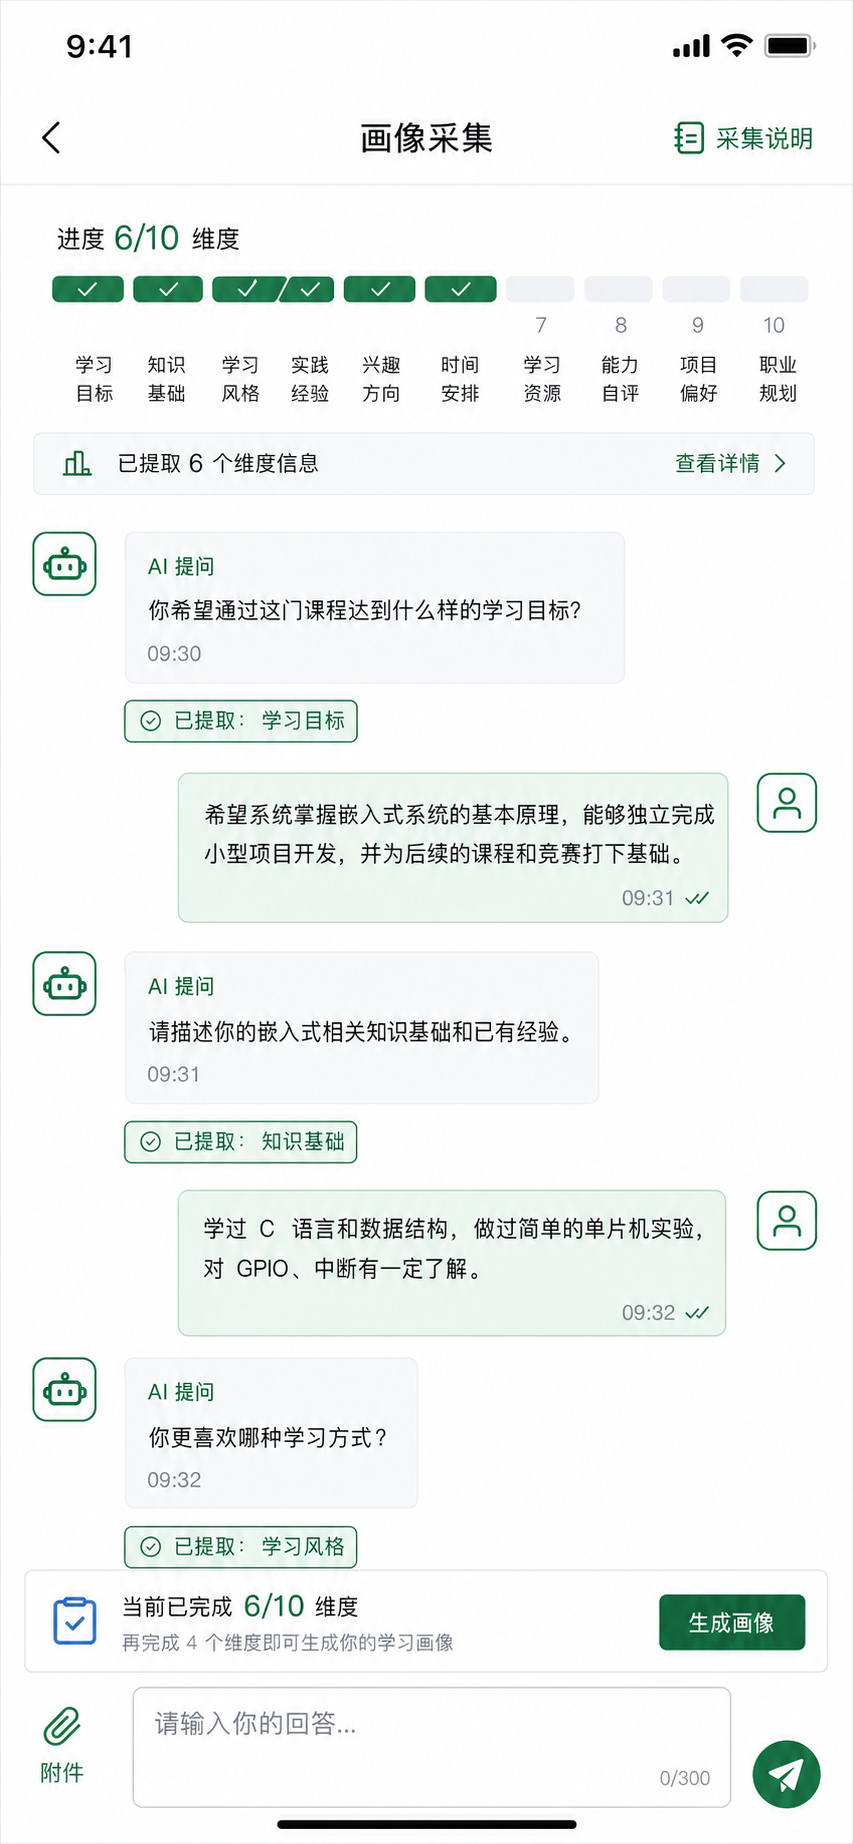 9:41
画像采集
采集说明
进度 6/10 维度
7 8 9 10
学习 知识 学习 实践 兴趣 时间 学习 能力 项目 职业
目标 基础 风格 经验 方向 安排 资源 自评 偏好 规划
已提取 6 个维度信息
查看详情
AI 提问
你希望通过这门课程达到什么样的学习目标?
09:30
已提取： 学习目标
希望系统掌握嵌入式系统的基本原理，能够独立完成
小型项目开发，并为后续的课程和竞赛打下基础。
09:31
AI 提问
请描述你的嵌入式相关知识基础和已有经验。
09:31
已提取： 知识基础
学过 C 语言和数据结构，做过简单的单片机实验，
对 GPIO、中断有一定了解。
09:32
AI 提问
你更喜欢哪种学习方式？
09:32
已提取： 学习风格
当前已完成 6/10 维度
再完成 4 个维度即可生成你的学习画像
生成画像
请输入你的回答...
附件
0/300